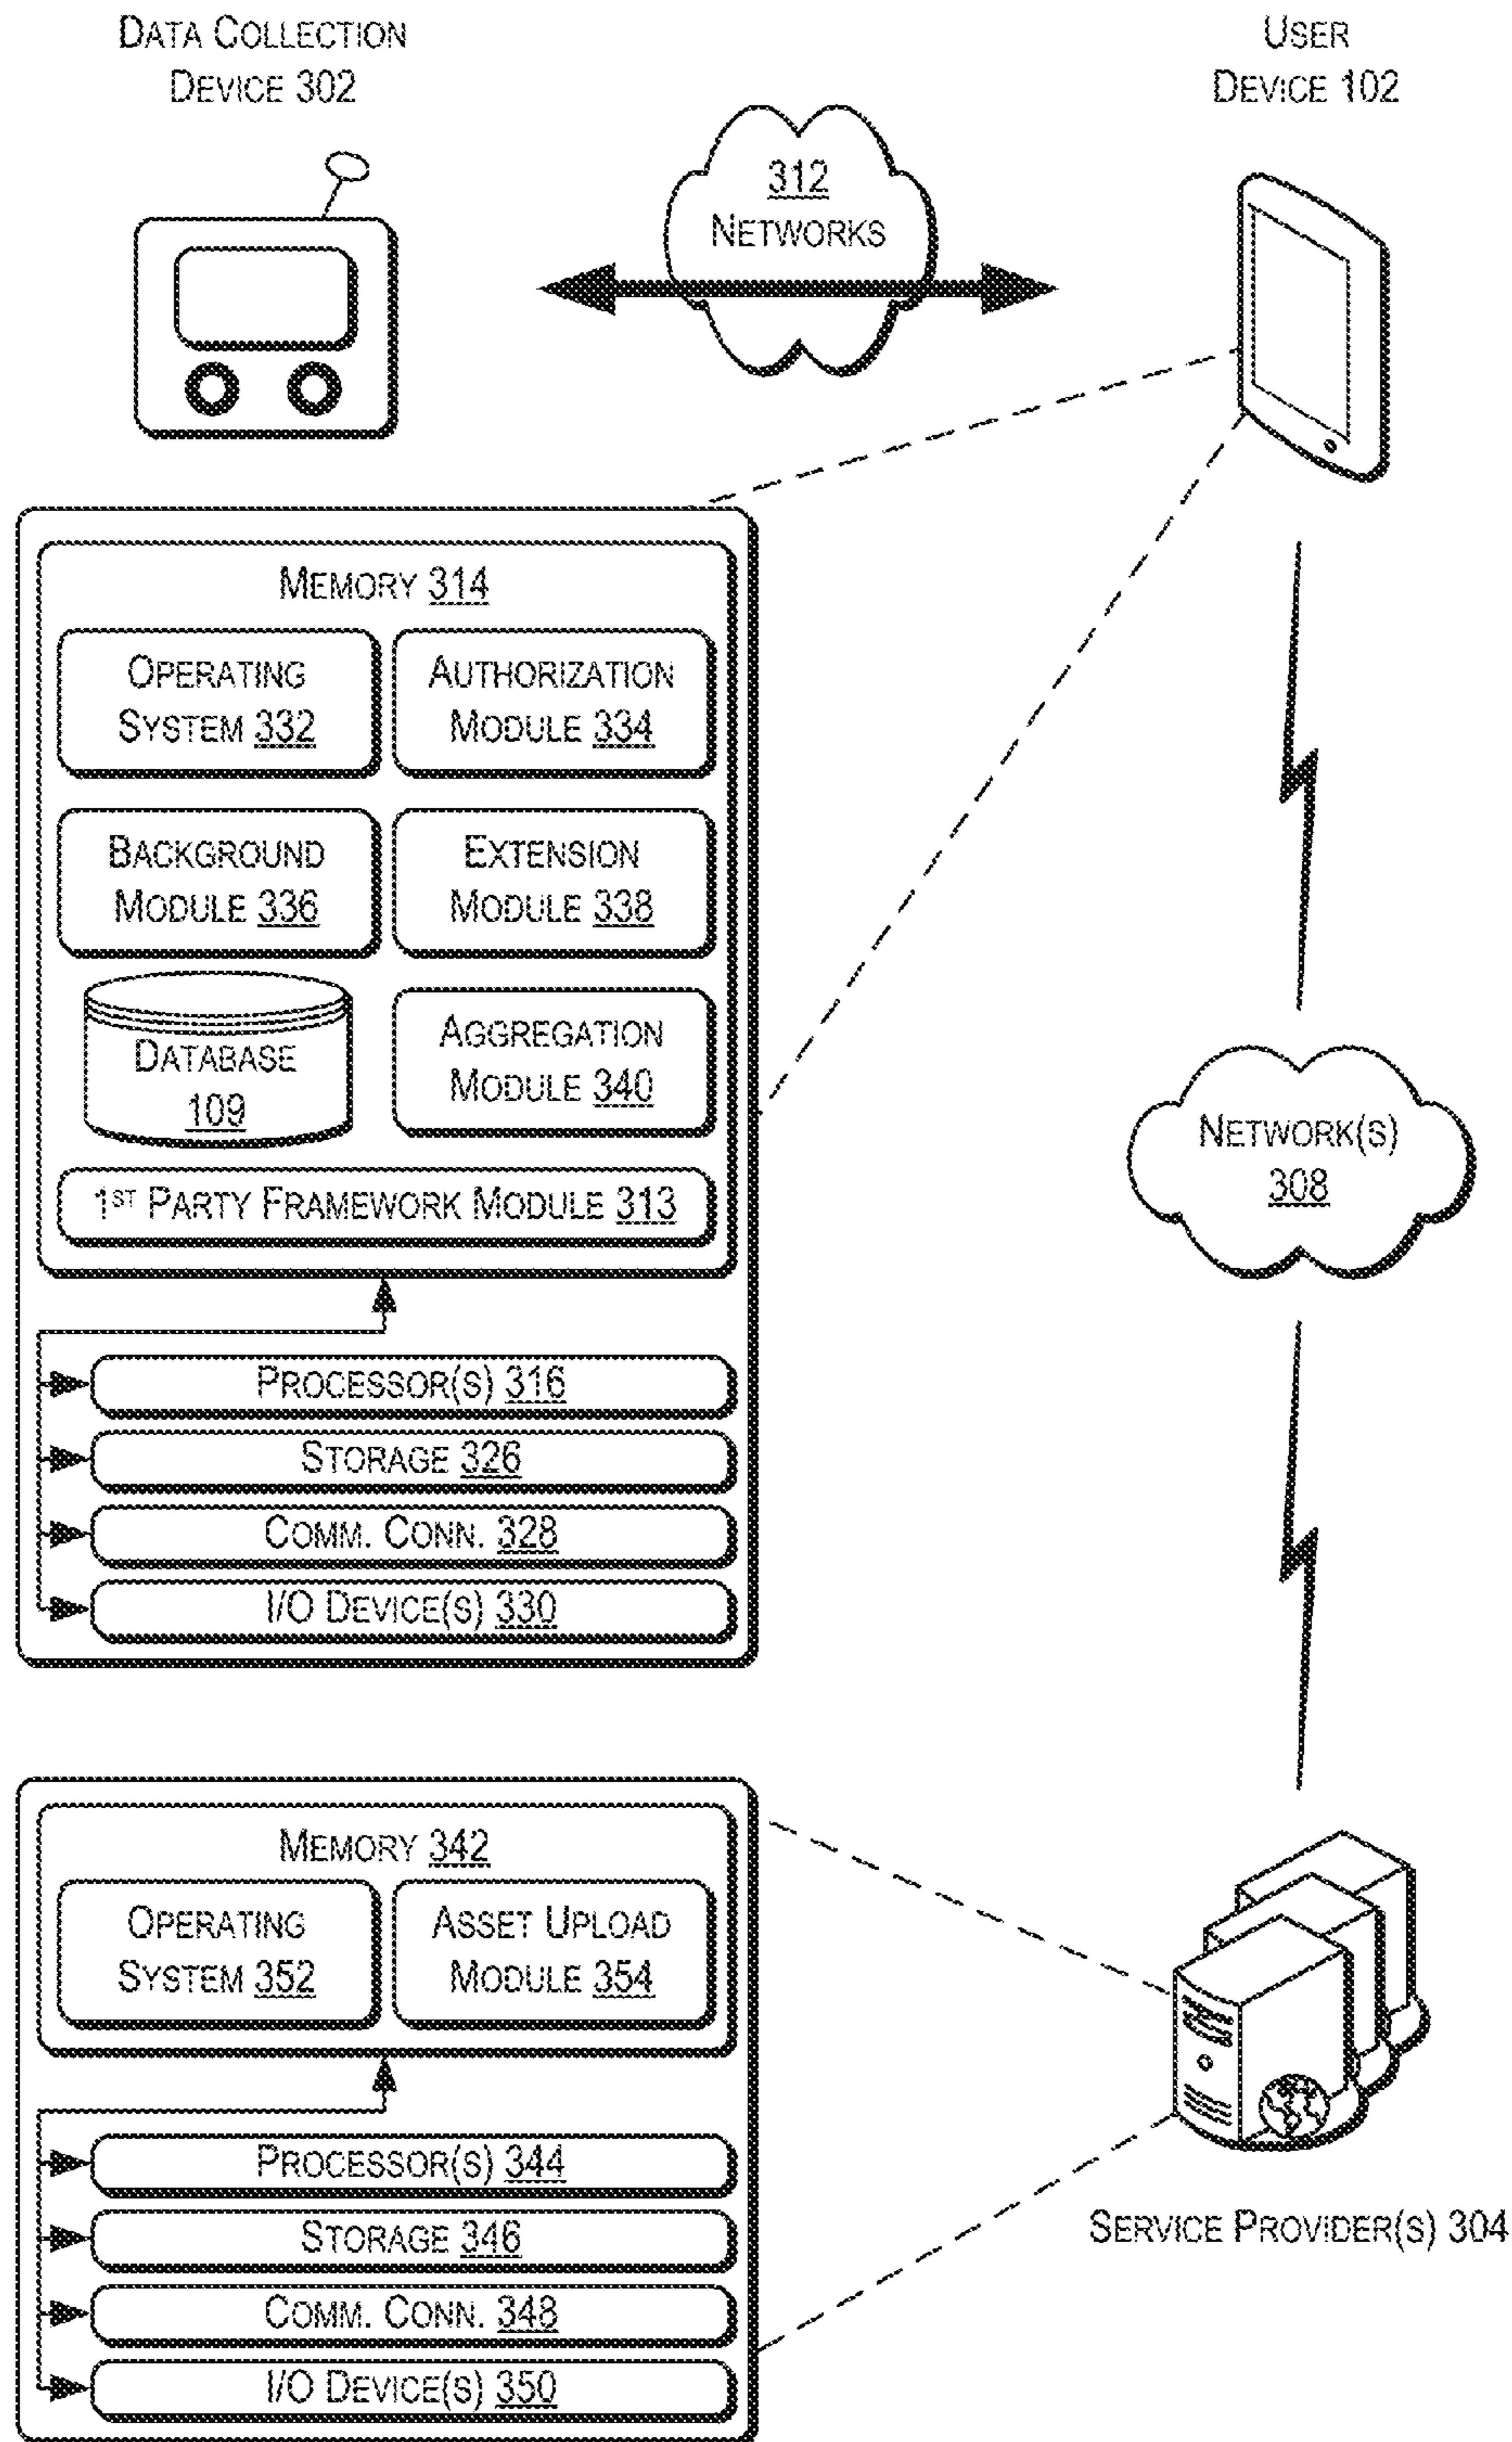 DATA COLLECTION
DEVICE 302
USER
DEVICE 102
312
NETWORKS
MEMORY 314
OPERATING
SYSTEM 332
AUTHORIZATION
MODULE 334
BACKGROUND
MODULE 336
EXTENSION
MODULE 338
DATABASE
109
AGGREGATION
MODULE 340
1ST PARTY FRAMEWORK MODULE 313
PROCESSOR(S) 316
STORAGE 326
COMM. CONN. 328
I/O DEVICE(S) 330
NETWORK(S)
308
MEMORY 342
OPERATING
SYSTEM 352
ASSET UPLOAD
MODULE 354
PROCESSOR(S) 344
STORAGE 346
COMM. CONN. 348
I/O DEVICE(S) 350
SERVICE PROVIDER(S) 304